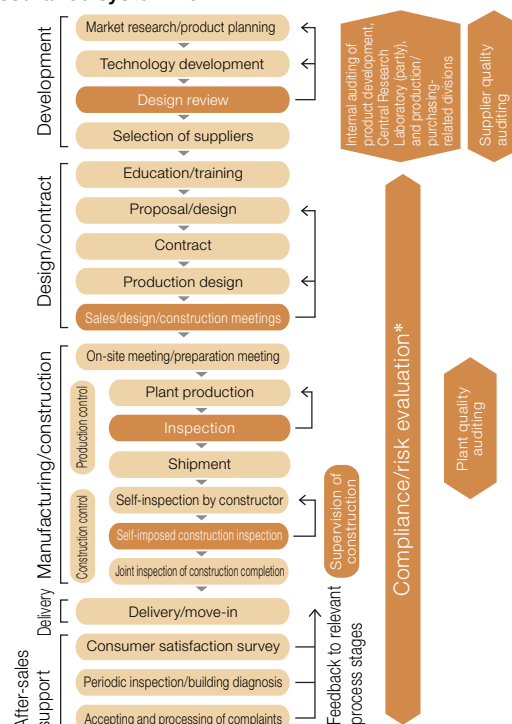 Development
Market research/product planning
Technology development
Design review
Selection of suppliers
Internal auditing of
product development,
Central Research
Laboratory (partly),
and production/
purchasing-
related divisions
Supplier quality
auditing
Design/contract
Education/training
Proposal/design
Contract
Production design
Sales/design/construction meetings
Manufacturing/construction
On-site meeting/preparation meeting
Production control
Plant production
Inspection
Shipment
Construction control
Self-inspection by constructor
Self-imposed construction inspection
Joint inspection of construction completion
Supervision of
construction
Compliance/risk evaluation*
Plant quality
auditing
Delivery
Delivery/move-in
After-sales
support
Consumer satisfaction survey
Periodic inspection/building diagnosis
Accepting and processing of complaints
Feedback to relevant
process stages